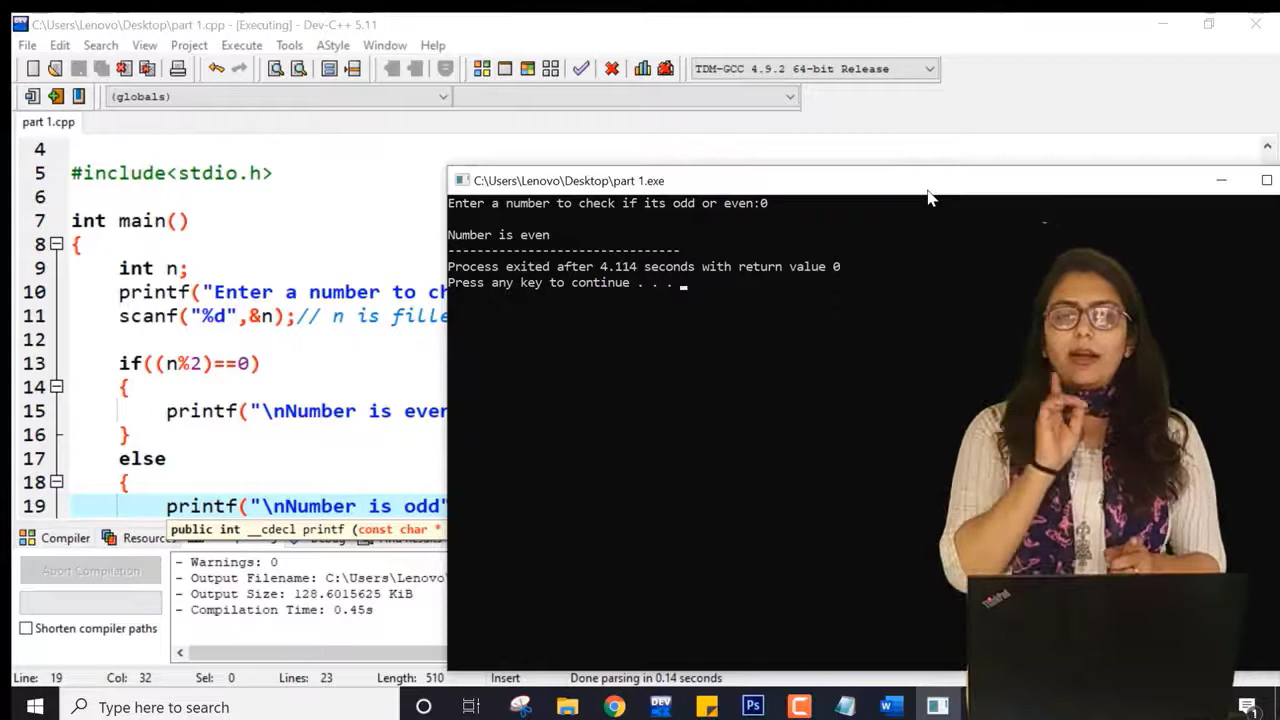 C:\Users\Lenovo\Desktop\part 1.cpp - [Executing] - Dev-C++ 5.11
File Edit Search View Project Execute Tools AStyle Window Help
TDM-GCC 4.9.2 64-bit Release
(globals)
part 1.cpp
4
5 #include<stdio.h>
6
7 int main()
8 {
9 int n;
10 printf("Enter a number to ch
11 scanf("%d",&n);// n is fille
12
13 if((n%2)==0)
14 {
15 printf("\nNumber is even
16 }
17 else
18 {
19 printf("\nNumber is odd"
public int __cdecl printf (const char *
C:\Users\Lenovo\Desktop\part 1.exe
Enter a number to check if its odd or even:0
Number is even
------------------------------
Process exited after 4.114 seconds with return value 0
Press any key to continue . . .
Compiler Resource
Abort Compilation
Shorten compiler paths
- Warnings: 0
- Output Filename: C:\Users\Lenovo
- Output Size: 128.6015625 KiB
- Compilation Time: 0.45s
ThinkPad
Line: 19 Col: 32 Sel: 0 Lines: 23 Length: 510 Insert Done parsing in 0.14 seconds
Type here to search
DEV
Ps